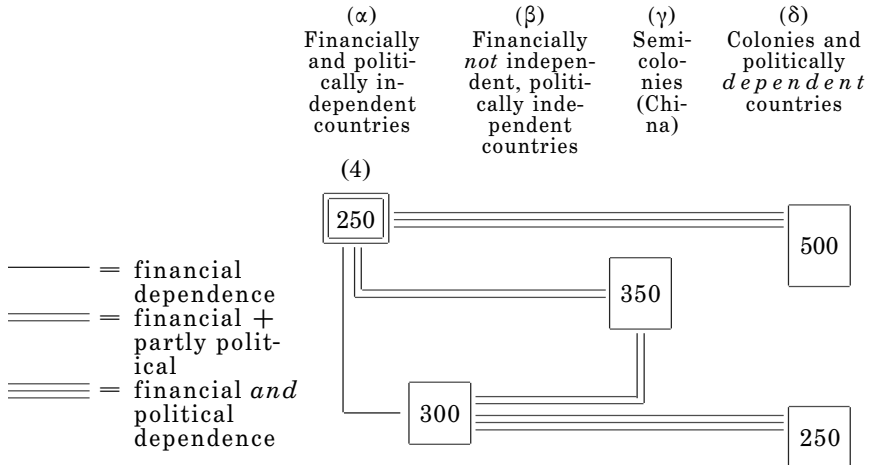 (α)
Financially
and politi-
cally in-
dependent
countries
(β)
Financially
not indepen-
dent, politi-
cally inde-
pendent
countries
(γ)
Semi-
colo-
nies
(Chi-
na)
(δ)
Colonies and
politically
dependent
countries
(4)
250
500
350
300
250
= financial
dependence
= financial +
partly polit-
ical
= financial and
political
dependence